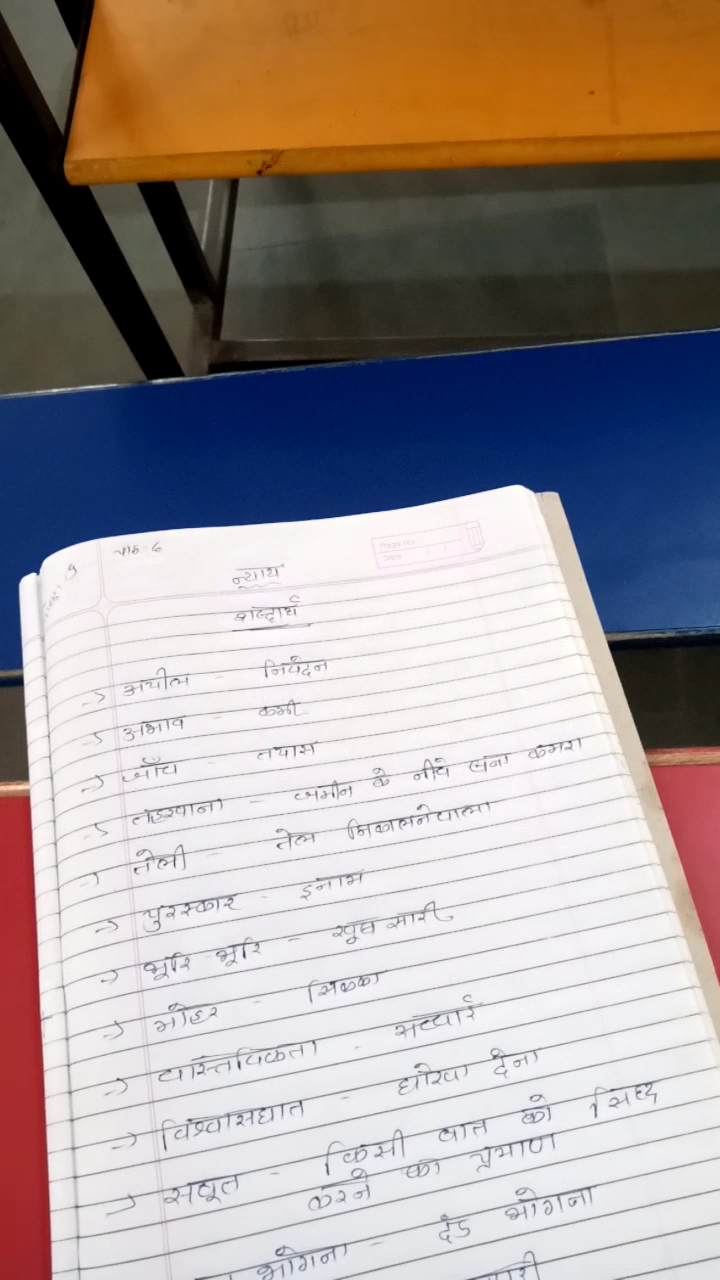 पाठ 6
न्याय
शब्दार्थ
→ अपील - निवेदन
→ अभाव - कमी
→ जाँच - तपास
→ तहखाना - जमीन के नीचे बना कमरा
→ तेली - तेल निकालनेवाला
→ पुरस्कार - इनाम
→ भूरि भूरि - खूब सारी
→ मोहर - सिक्का
→ वास्तविकता - सच्चाई
→ विश्वासघात - धोखा देना
→ सबूत - किसी बात को सिद्ध
करने का प्रमाण
भोगना - दंड भोगना